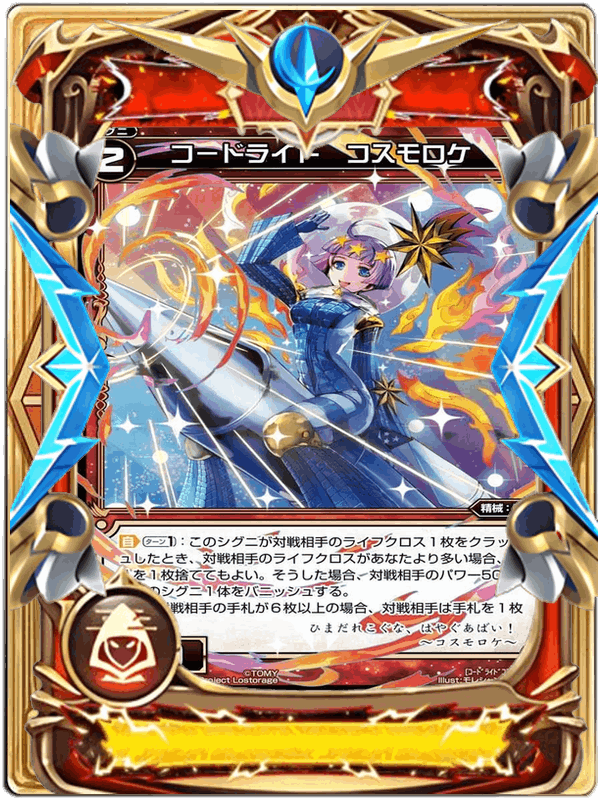 2
コードライド コスモロケ
精械:
自 ターン1:このシグニが対戦相手のライフクロス1枚をクラッ
シュしたとき、対戦相手のライフクロスがあなたより多い場合、
を1枚捨ててもよい。そうした場合、対戦相手のパワー50
のシグニ1体をバニッシュする。
戦相手の手札が6枚以上の場合、対戦相手は手札を1枚
ひまだれこぐな、はやぐあばい!
~コスモロケ~
©TOMY
roject Lostorage
Illust:モレシ